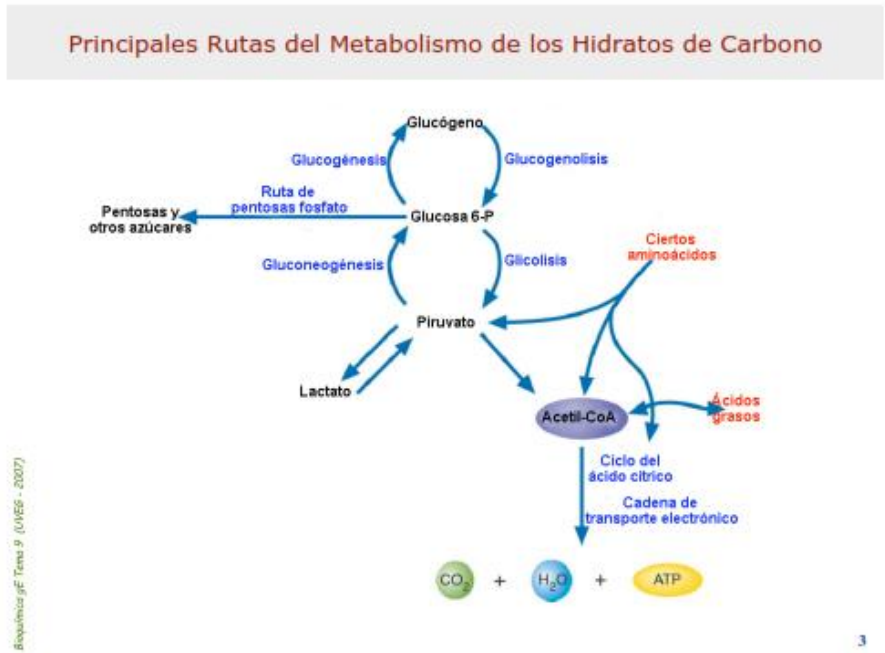 Principales Rutas del Metabolismo de los Hidratos de Carbono
Glucógeno
Glucogénesis
Glucogenolisis
Ruta de
pentosas fosfato
Pentosas y
otros azúcares
Glucosa 6-P
Ciertos
aminoácidos
Gluconeogénesis
Glicolisis
Piruvato
Lactato
Ácidos
grasos
Acetil-CoA
Ciclo del
ácido cítrico
Cadena de
transporte electrónico
CO₂ + H₂O + ATP
Bioquímica gE Tema 9 (UVEG - 2007)
3